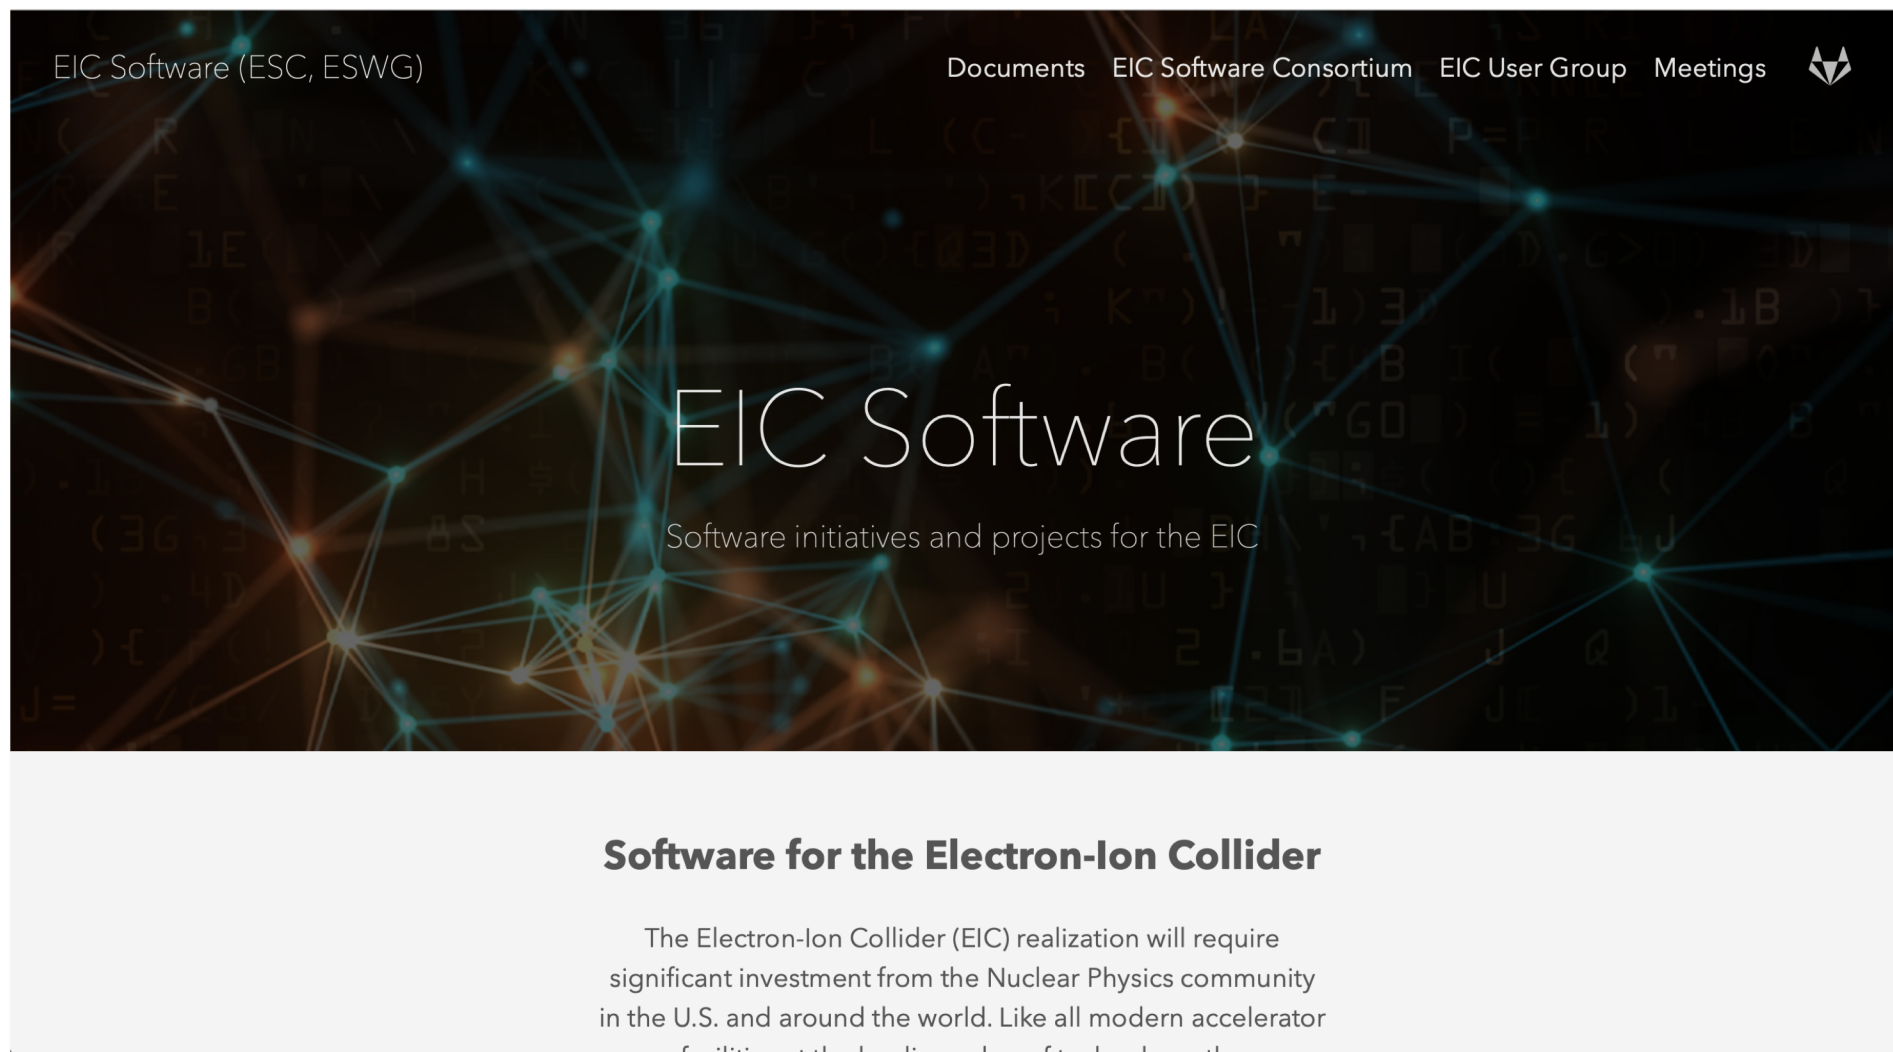 EIC Software (ESC, ESWG)
Documents EIC Software Consortium EIC User Group Meetings
EIC Software
Software initiatives and projects for the EIC
Software for the Electron-Ion Collider
The Electron-Ion Collider (EIC) realization will require
significant investment from the Nuclear Physics community
in the U.S. and around the world. Like all modern accelerator